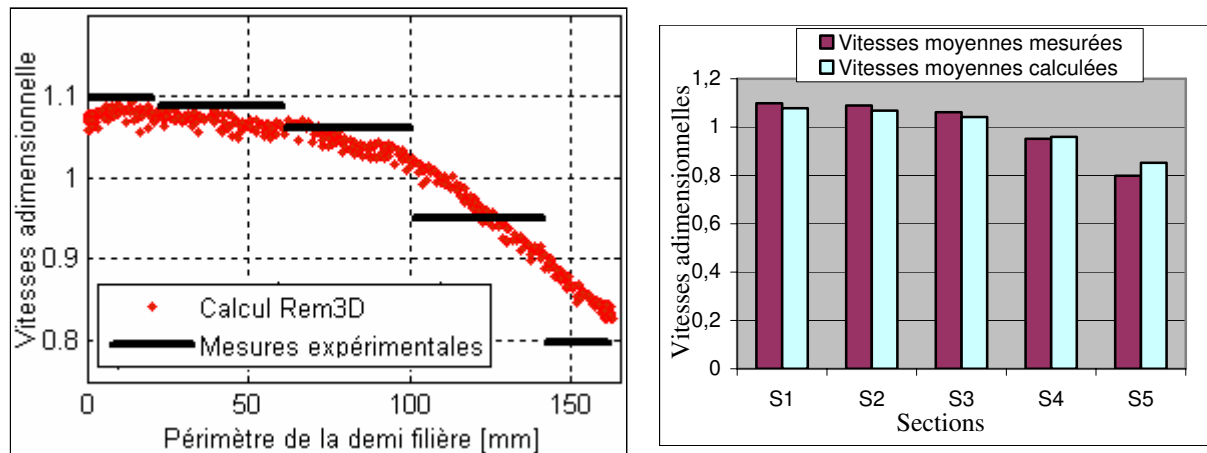 Vitesses adimensionnelle
1.1
1
0.9
0.8
Calcul Rem3D
Mesures expérimentales
0 50 100 150
Périmètre de la demi filière [mm]
Vitesses moyennes mesurées
Vitesses moyennes calculées
Vitesses adimensionnelles
1,2
1
0,8
0,6
0,4
0,2
0
S1 S2 S3 S4 S5
Sections